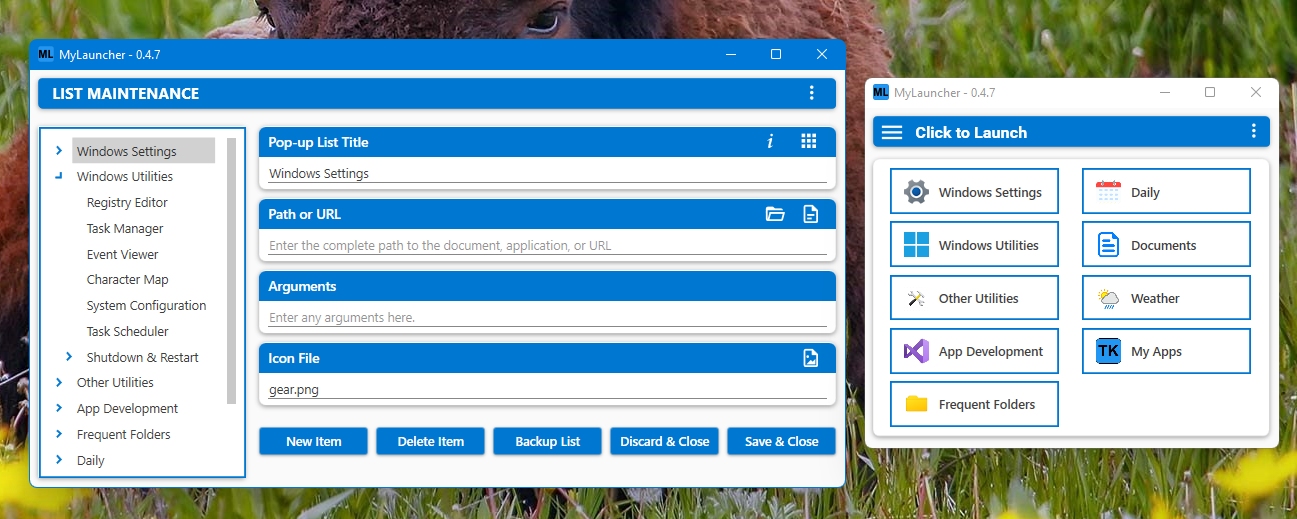 ML MyLauncher - 0.4.7
LIST MAINTENANCE
Windows Settings
Windows Utilities
Registry Editor
Task Manager
Event Viewer
Character Map
System Configuration
Task Scheduler
Shutdown & Restart
Other Utilities
App Development
Frequent Folders
Daily
Pop-up List Title
i
Windows Settings
Path or URL
Enter the complete path to the document, application, or URL
Arguments
Enter any arguments here.
Icon File
gear.png
New Item
Delete Item
Backup List
Discard & Close
Save & Close
ML MyLauncher - 0.4.7
Click to Launch
Windows Settings
Daily
Windows Utilities
Documents
Other Utilities
Weather
App Development
TK My Apps
Frequent Folders